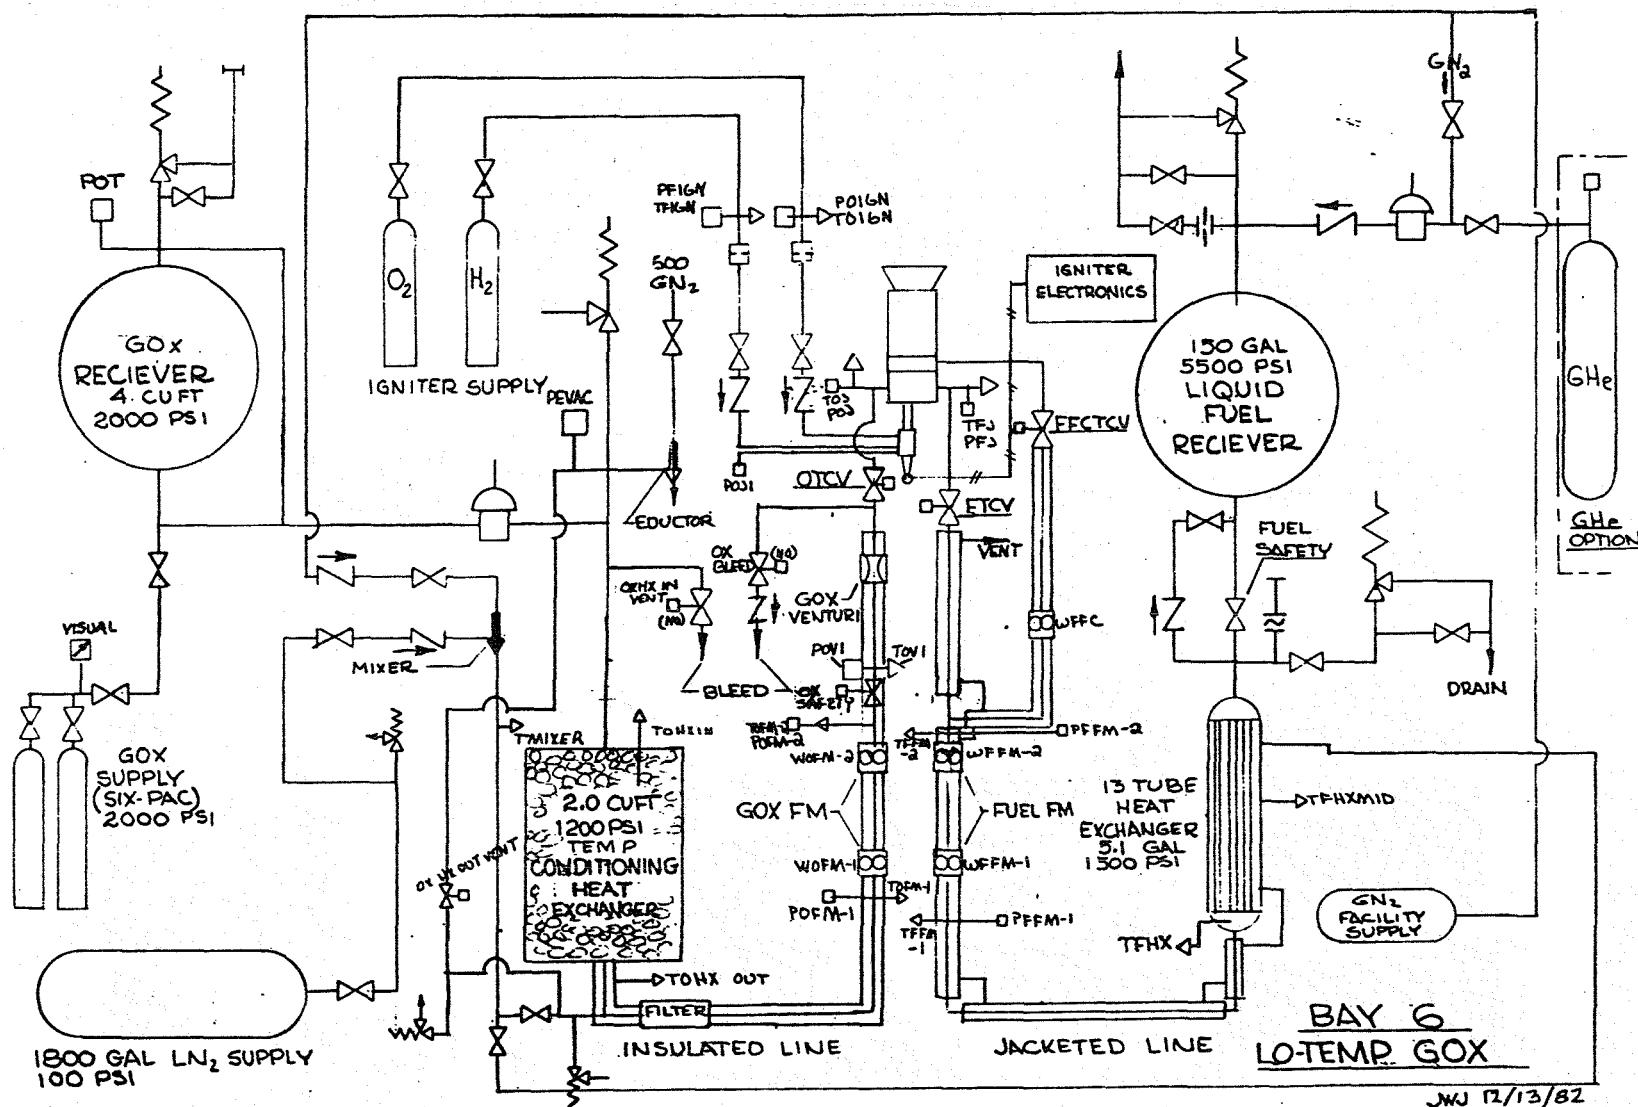 GN₂
POT
PFIGN
TFIGN
POIGN
TOIGN
O₂
H₂
500
GN₂
IGNITER
ELECTRONICS
GOX
RECIEVER
4. CUFT
2000 PSI
150 GAL
5500 PSI
LIQUID
FUEL
RECIEVER
GHe
IGNITER SUPPLY
PEVAC
TOJ
POJ
TFJ
PFJ
FFCTCV
POJ1
OTCV
FTCV
EDUCTOR
VENT
FUEL
SAFETY
GHe
OPTION
OX
BLEED
(NO)
OXHX IN
VENT
(NO)
GOX
VENTURI
WFFC
VISUAL
MIXER
POV1
TOV1
BLEED
OX
SAFETY
DRAIN
TMIXER
TOHXIN
TOFM-2
POFM-2
TFFM
-2
PFFM-2
WOFM-2
WFFM-2
GOX
SUPPLY
(SIX-PAC)
2000 PSI
2.0 CUFT
1200 PSI
TEMP
CONDITIONING
HEAT
EXCHANGER
GOX FM
FUEL FM
13 TUBE
HEAT
EXCHANGER
5.1 GAL
1500 PSI
TFHXMID
OX HX OUT VENT
WOFM-1
WFFM-1
POFM-1
TOFM-1
TFFM
-1
PFFM-1
GN₂
FACILITY
SUPPLY
TFHX
TOHX OUT
FILTER
1800 GAL LN₂ SUPPLY
100 PSI
INSULATED LINE
JACKETED LINE
BAY 6
LO-TEMP GOX
JWJ 12/13/82